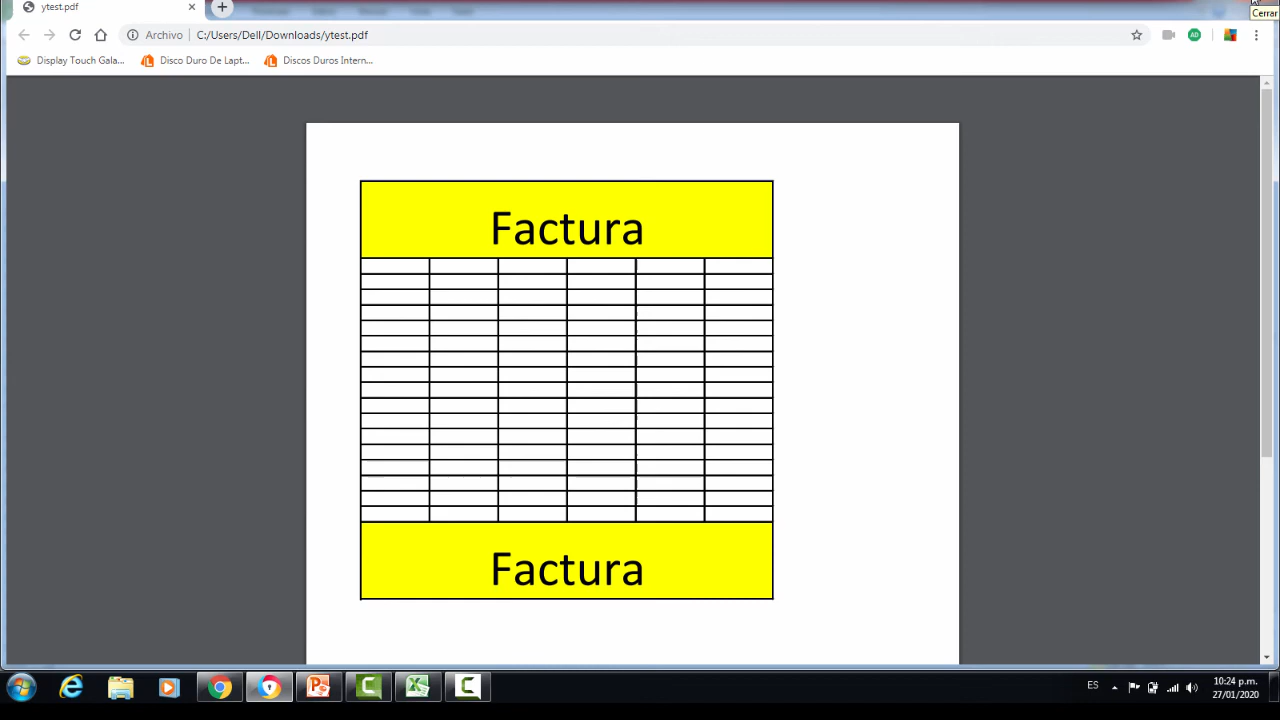 ytest.pdf
Cerrar
Archivo C:/Users/Dell/Downloads/ytest.pdf
AD
Display Touch Gala...
Disco Duro De Lapt...
Discos Duros Intern...
Factura
Factura
ES
10:24 p.m.
27/01/2020